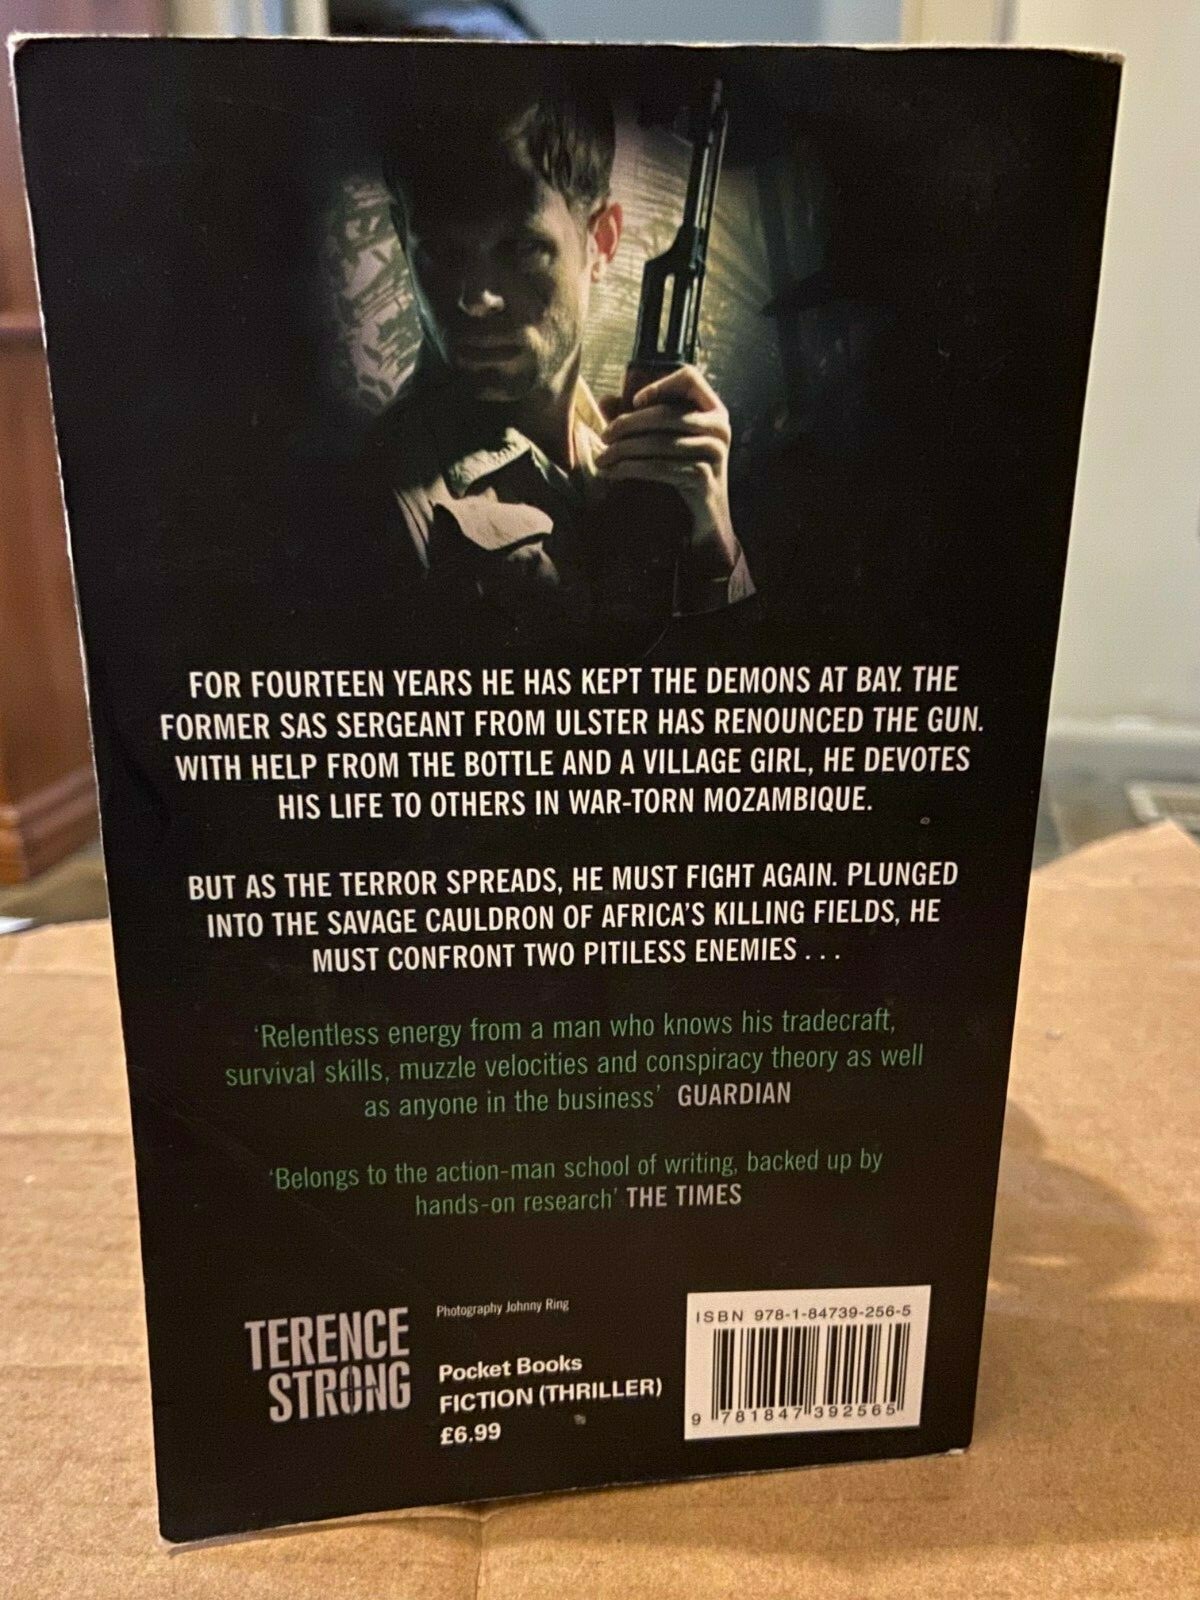 FOR FOURTEEN YEARS HE HAS KEPT THE DEMONS AT BAY. THE
FORMER SAS SERGEANT FROM ULSTER HAS RENOUNCED THE GUN.
WITH HELP FROM THE BOTTLE AND A VILLAGE GIRL, HE DEVOTES
HIS LIFE TO OTHERS IN WAR-TORN MOZAMBIQUE.
BUT AS THE TERROR SPREADS, HE MUST FIGHT AGAIN. PLUNGED
INTO THE SAVAGE CAULDRON OF AFRICA'S KILLING FIELDS, HE
MUST CONFRONT TWO PITILESS ENEMIES . . .
'Relentless energy from a man who knows his tradecraft,
survival skills, muzzle velocities and conspiracy theory as well
as anyone in the business' GUARDIAN
'Belongs to the action-man school of writing, backed up by
hands-on research' THE TIMES
TERENCE
STRONG
Photography Johnny Ring
Pocket Books
FICTION (THRILLER)
£6.99
ISBN 978-1-84739-256-5
9 781847 392565